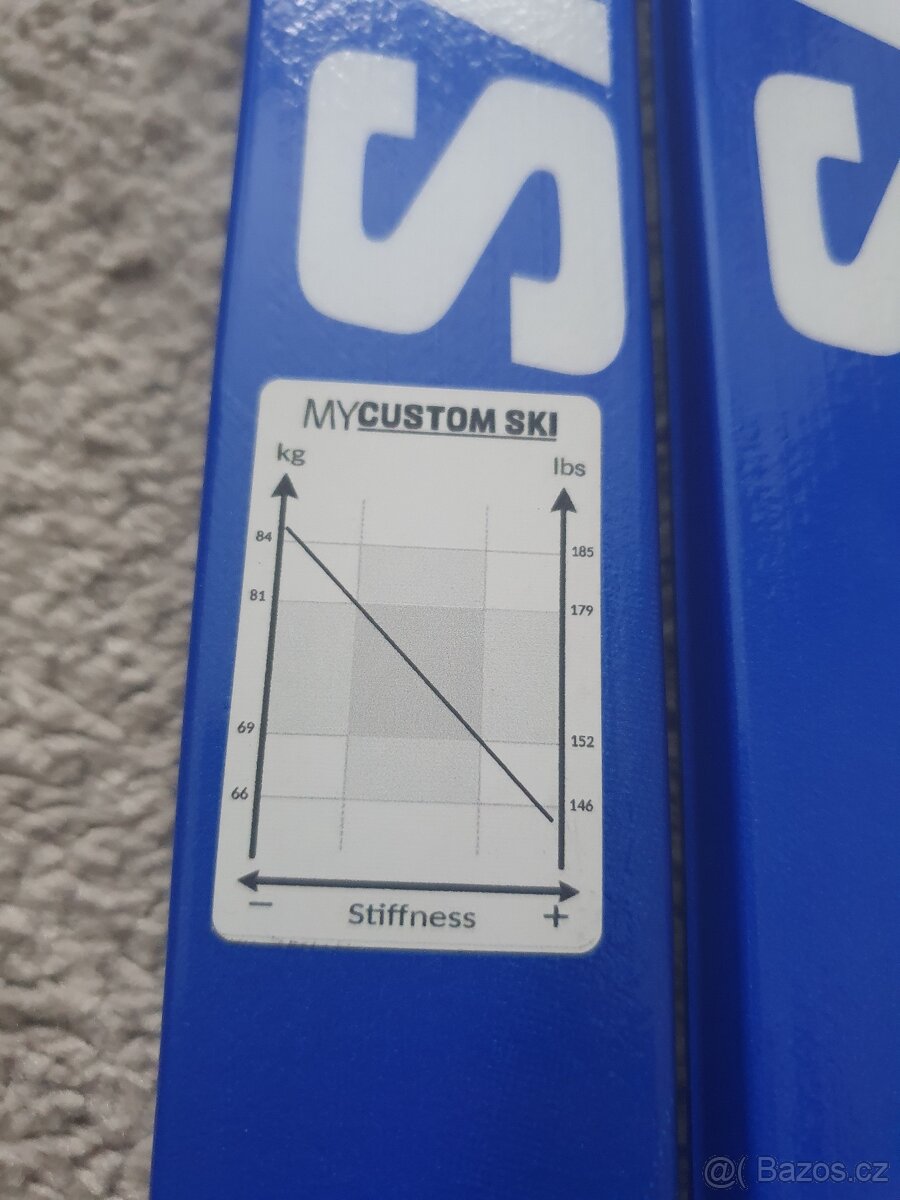 S
S
MYCUSTOM SKI
kg
lbs
84
185
81
179
69
152
66
146
−
Stiffness
+
@( Bazos.cz